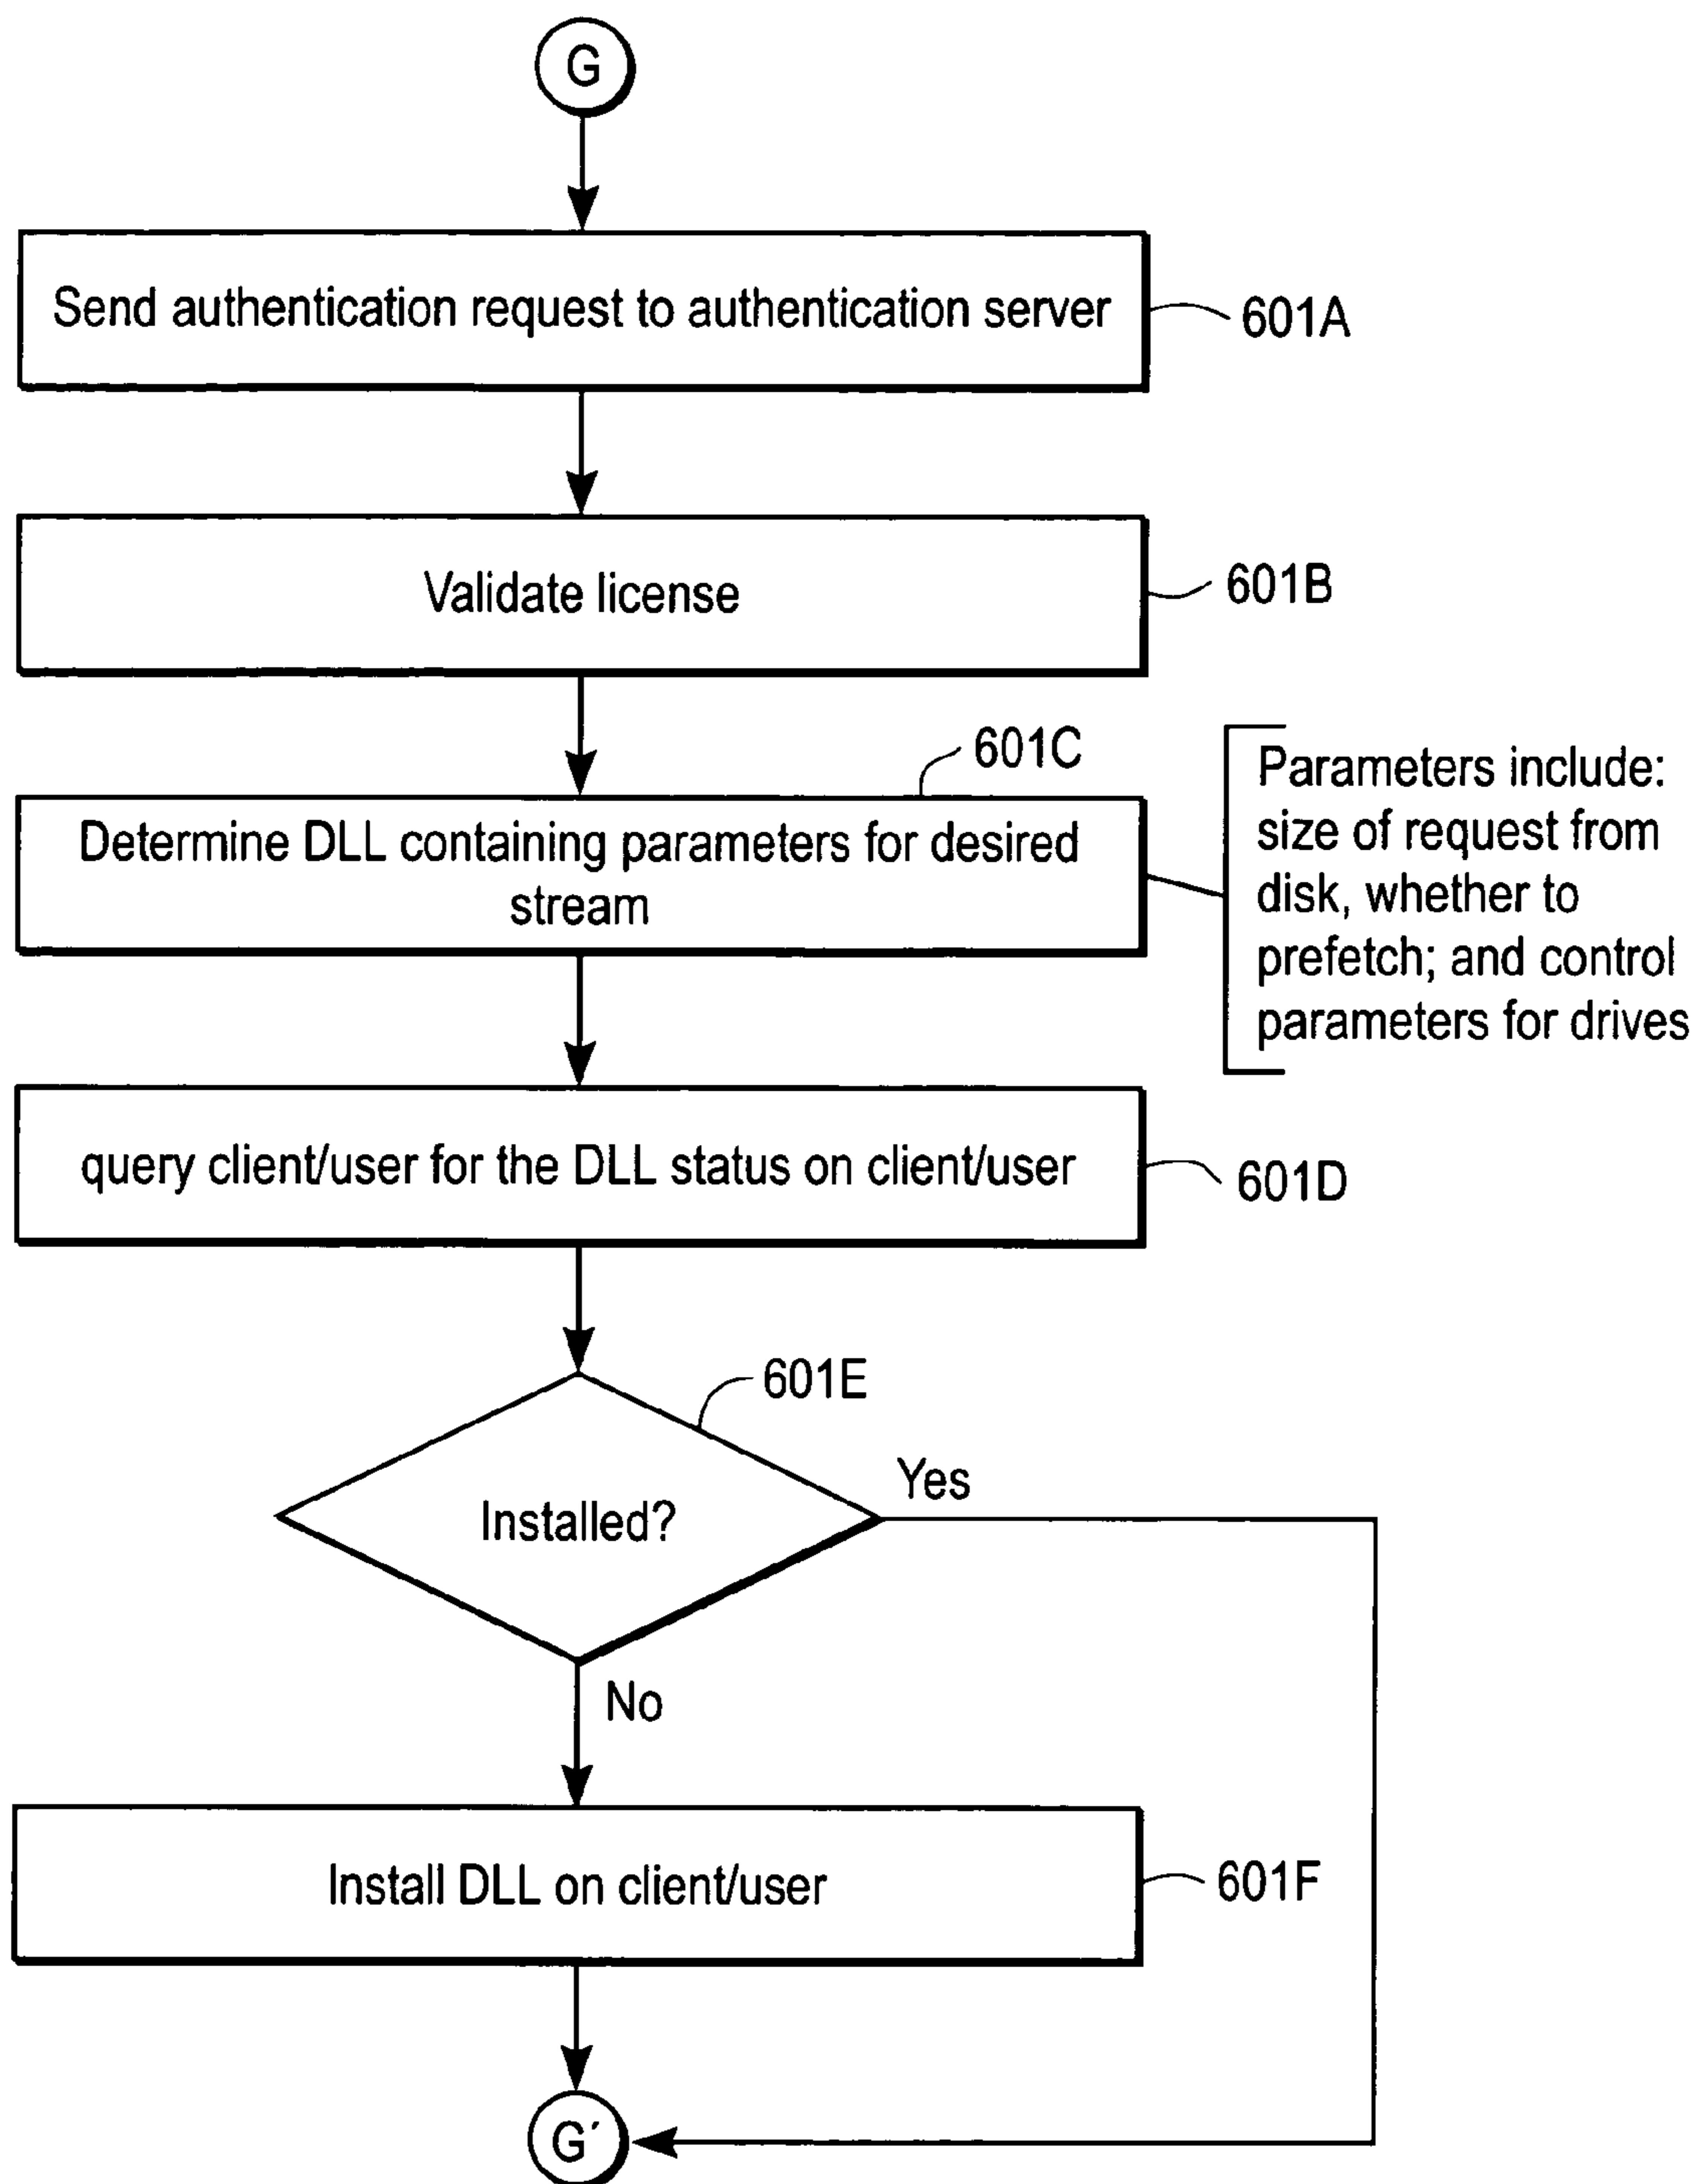 G
Send authentication request to authentication server
601A
Validate license
601B
601C
Determine DLL containing parameters for desired
stream
Parameters include:
size of request from
disk, whether to
prefetch; and control
parameters for drives
query client/user for the DLL status on client/user
601D
601E
Installed?
Yes
No
Install DLL on client/user
601F
G´